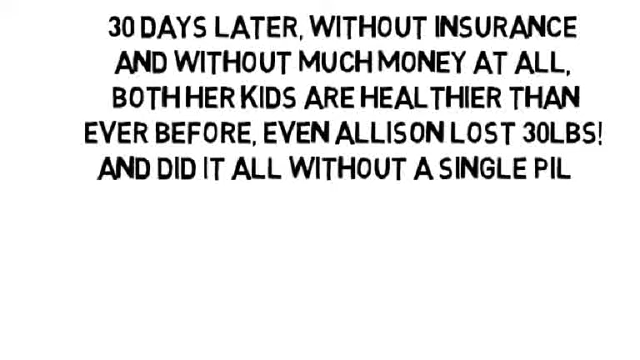 30 DAYS LATER, WITHOUT INSURANCE
AND WITHOUT MUCH MONEY AT ALL,
BOTH HER KIDS ARE HEALTHIER THAN
EVER BEFORE, EVEN ALLISON LOST 30LBS!
AND DID IT ALL WITHOUT A SINGLE PIL